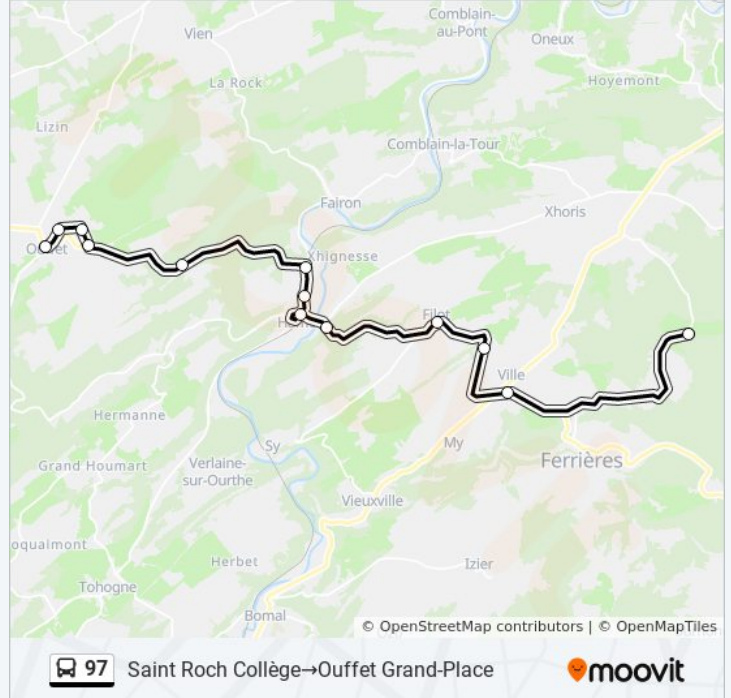 Comblain-
au-Pont
Vien
Oneux
La Rock
Hoyemont
Lizin
Comblain-la-Tour
Fairon
Xhoris
Xhignesse
Filot
Ville
Hermanne
My
Sy
Ferrières
Grand Houmart
Verlaine-
sur-Ourthe
Vieuxville
oqualmont
Herbet
Izier
Tohogne
Bomal
© OpenStreetMap contributors | © OpenMapTiles
97 Saint Roch Collège→Ouffet Grand-Place
moovit